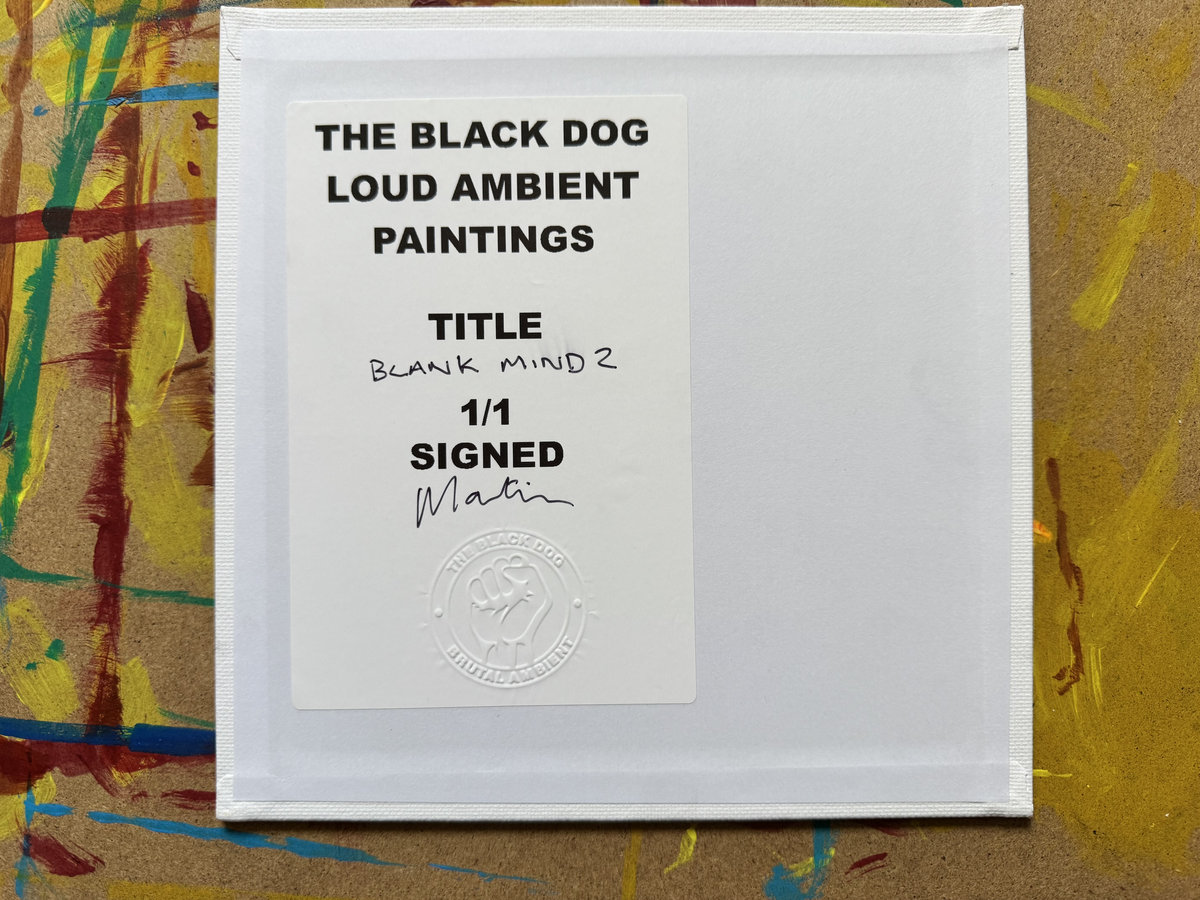 THE BLACK DOG
LOUD AMBIENT
PAINTINGS
TITLE
BLANK MIND 2
1/1
SIGNED
Martin
THE BLACK DOG
BRUTAL AMBIENT